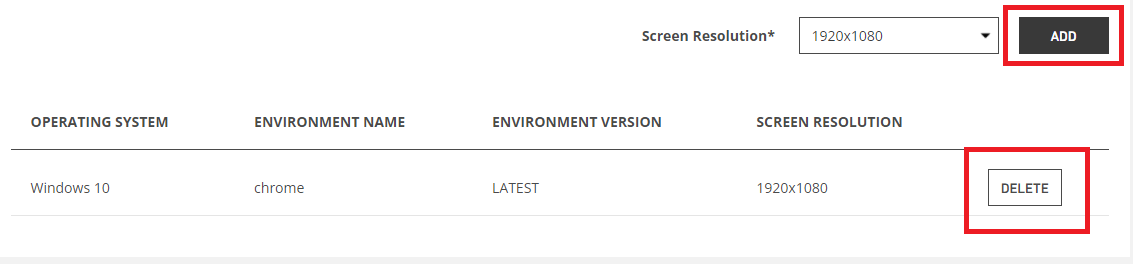 Screen Resolution* 1920x1080 ADD
OPERATING SYSTEM ENVIRONMENT NAME ENVIRONMENT VERSION SCREEN RESOLUTION
Windows 10 chrome LATEST 1920x1080 DELETE